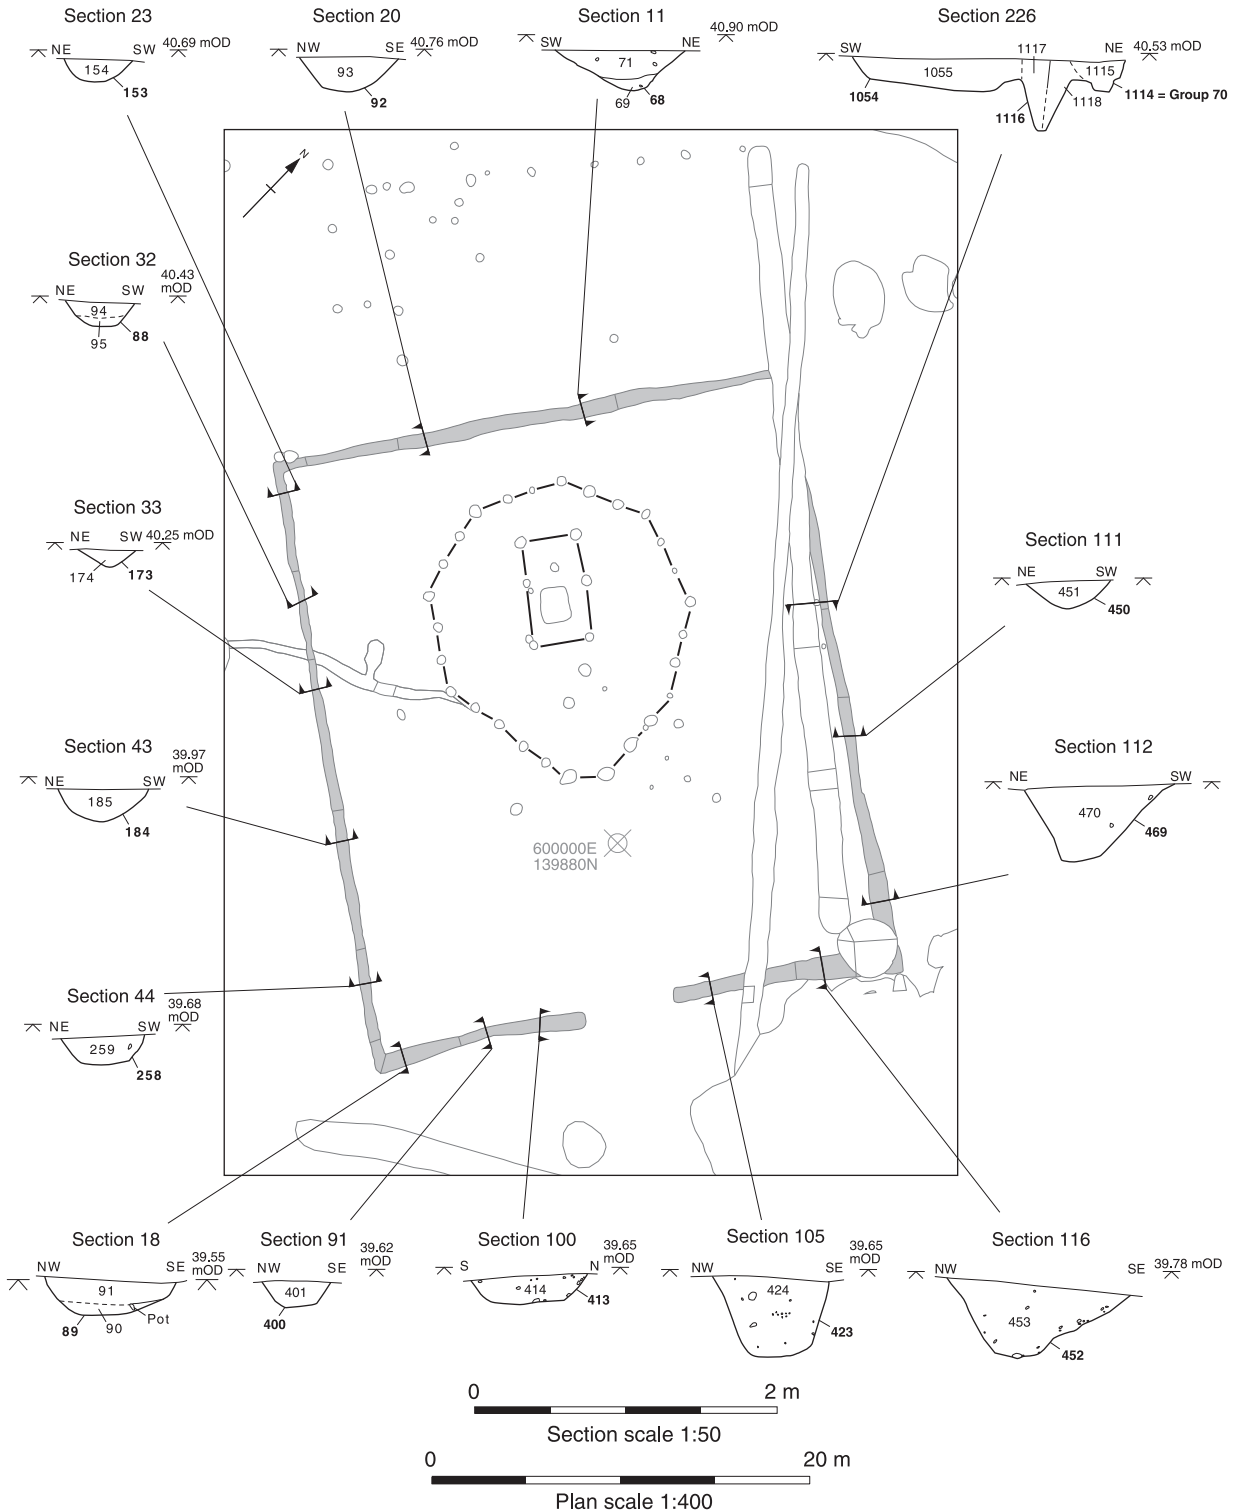 Section 23
NE SW 40.69 mOD
154
153
Section 20
NW SE 40.76 mOD
93
92
Section 11
SW NE 40.90 mOD
71
69 68
Section 226
SW 1117 NE 40.53 mOD
1055 1115
1054 1114 = Group 70
1116 1118
N
Section 32
NE SW 40.43
mOD
94
95 88
Section 33
NE SW 40.25 mOD
174 173
Section 111
NE SW
451
450
Section 43
NE SW 39.97
mOD
185
184
Section 112
NE SW
470
469
600000E
139880N
Section 44
NE SW 39.68
mOD
259
258
Section 18
NW SE 39.55
mOD
91
89 90 Pot
Section 91
NW SE 39.62
mOD
401
400
Section 100
S N 39.65
mOD
414
413
Section 105
NW SE 39.65
mOD
424
423
Section 116
NW SE 39.78 mOD
453
452
0 2 m
Section scale 1:50
0 20 m
Plan scale 1:400